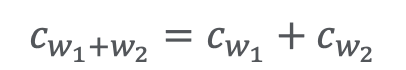 $c_{w_1+w_2} = c_{w_1} + c_{w_2}$